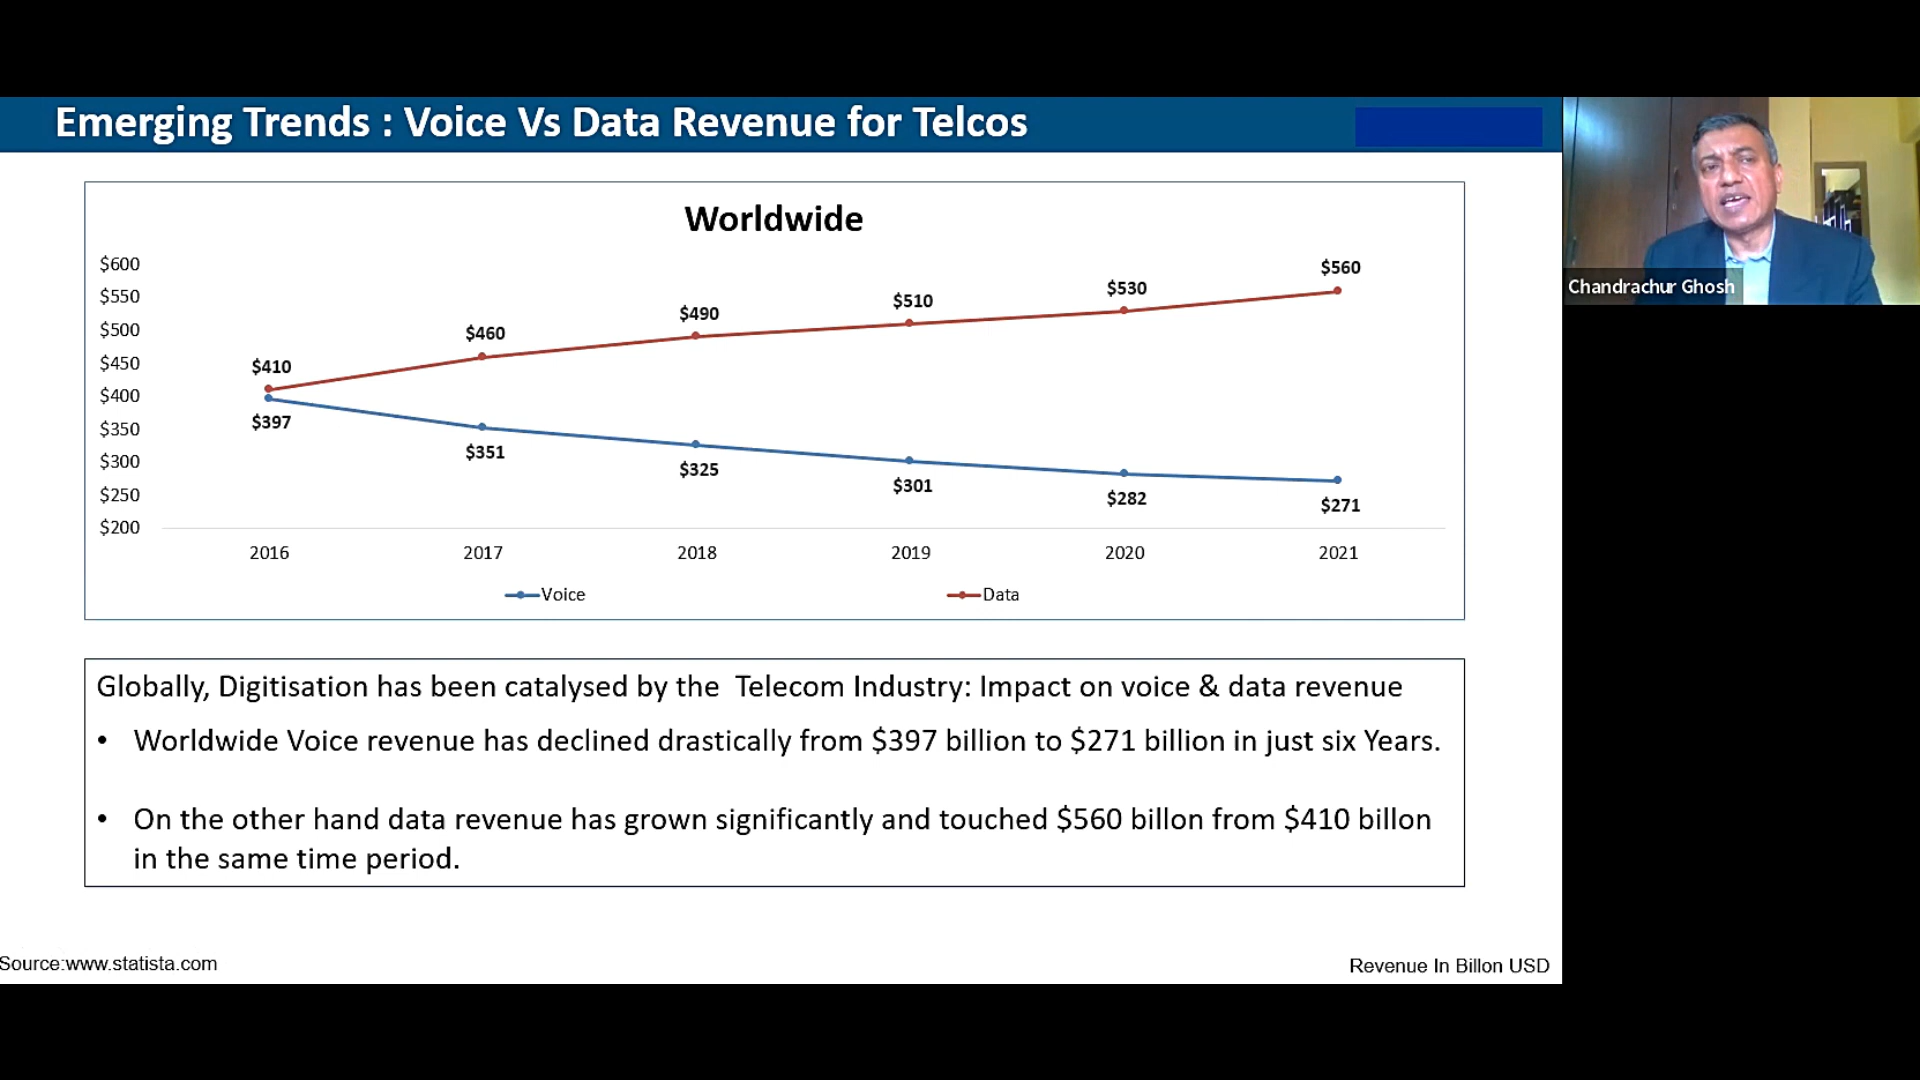 Emerging Trends : Voice Vs Data Revenue for Telcos
Chandrachur Ghosh
Worldwide
$600
$550
$500
$450
$400
$350
$300
$250
$200
$410
$460
$490
$510
$530
$560
$397
$351
$325
$301
$282
$271
2016 2017 2018 2019 2020 2021
Voice Data
Globally, Digitisation has been catalysed by the Telecom Industry: Impact on voice & data revenue
• Worldwide Voice revenue has declined drastically from $397 billion to $271 billion in just six Years.
• On the other hand data revenue has grown significantly and touched $560 billon from $410 billon
in the same time period.
Source:www.statista.com
Revenue In Billon USD